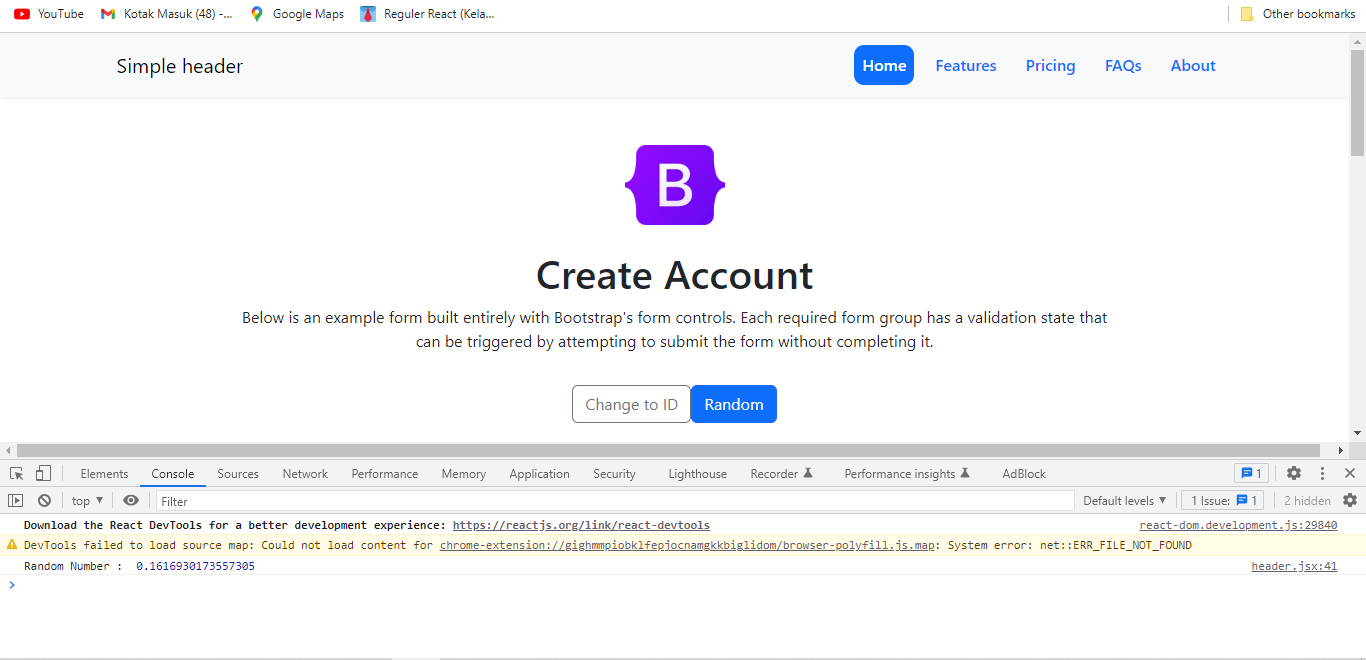 YouTube Kotak Masuk (48) -... Google Maps Reguler React (Kela... Other bookmarks
Simple header Home Features Pricing FAQs About
B
Create Account
Below is an example form built entirely with Bootstrap's form controls. Each required form group has a validation state that
can be triggered by attempting to submit the form without completing it.
Change to ID Random
Elements Console Sources Network Performance Memory Application Security Lighthouse Recorder Performance insights AdBlock 1
top Filter Default levels 1 Issue: 1 2 hidden
Download the React DevTools for a better development experience: https://reactjs.org/link/react-devtools react-dom.development.js:29840
DevTools failed to load source map: Could not load content for chrome-extension://gighmmpiobklfepjocnamgkkbiglidom/browser-polyfill.js.map: System error: net::ERR_FILE_NOT_FOUND
Random Number : 0.1616930173557305 header.jsx:41